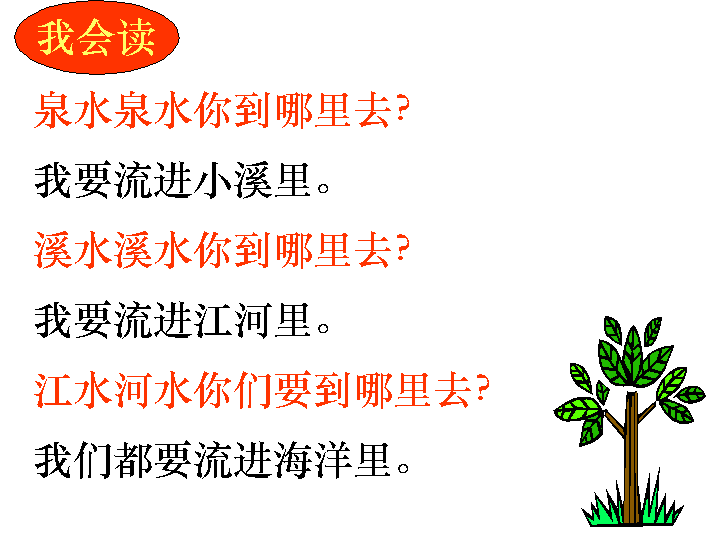 我会读
泉水泉水你到哪里去?
我要流进小溪里。
溪水溪水你到哪里去?
我要流进江河里。
江水河水你们要到哪里去?
我们都要流进海洋里。